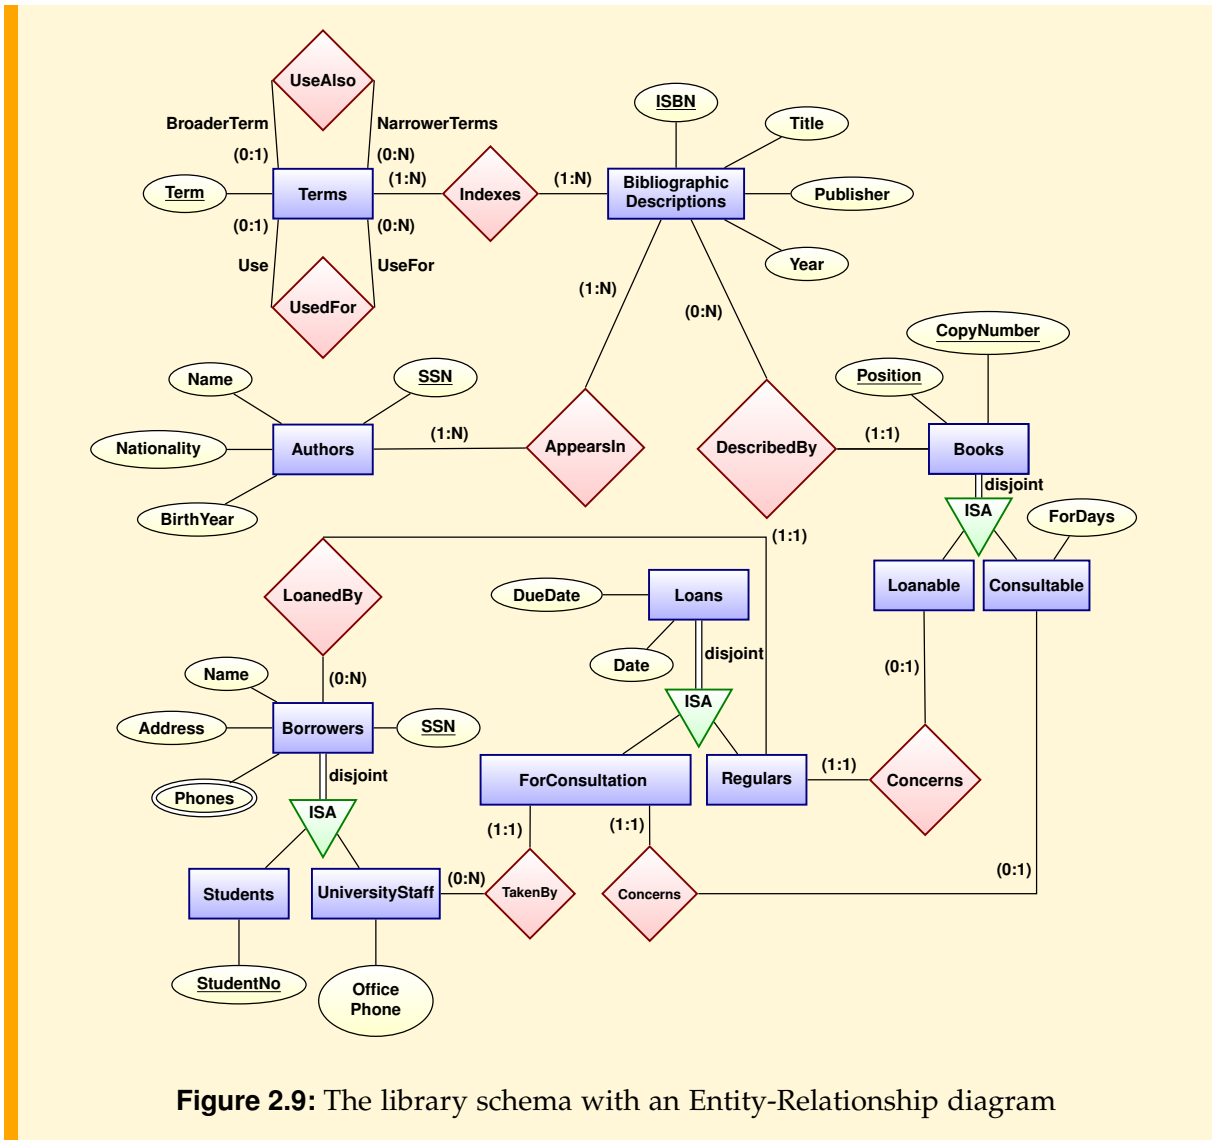 UseAlso
ISBN
BroaderTerm
NarrowerTerms
Title
(0:1)
(0:N)
(1:N)
(1:N)
Term
Terms
Indexes
Bibliographic
Descriptions
Publisher
(0:1)
(0:N)
Use
UseFor
Year
UsedFor
(1:N)
(0:N)
CopyNumber
Name
SSN
Position
Nationality
Authors
(1:N)
AppearsIn
DescribedBy
(1:1)
Books
disjoint
BirthYear
ISA
ForDays
(1:1)
LoanedBy
DueDate
Loans
Loanable
Consultable
Date
disjoint
(0:1)
Name
(0:N)
ISA
Address
Borrowers
SSN
disjoint
ForConsultation
Regulars
(1:1)
Concerns
Phones
ISA
(1:1)
(1:1)
(0:1)
Students
UniversityStaff
(0:N)
TakenBy
Concerns
StudentNo
Office
Phone
Figure 2.9: The library schema with an Entity-Relationship diagram